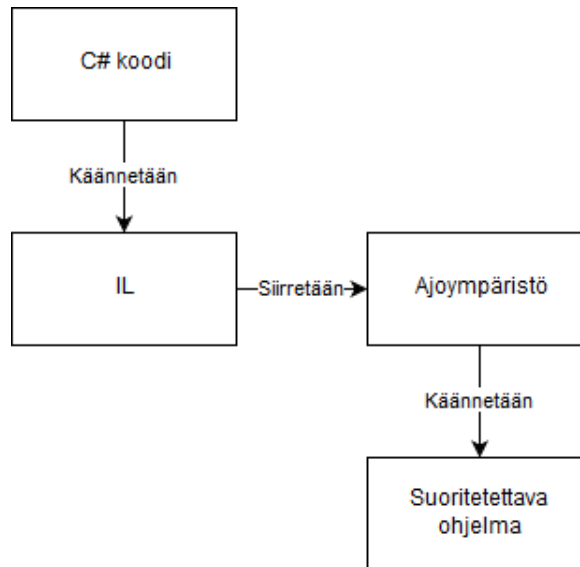 C# koodi
Käännetään
IL
Siirretään
Ajoympäristö
Käännetään
Suoritetettava
ohjelma